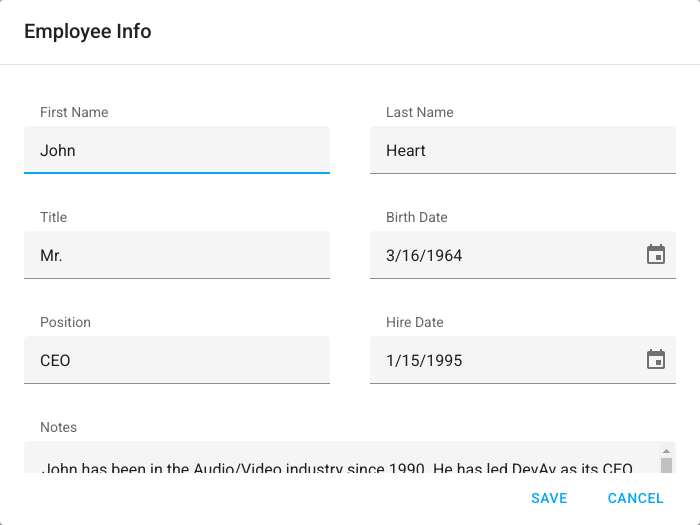 Employee Info
First Name
Last Name
John
Heart
Title
Birth Date
Mr.
3/16/1964
Position
Hire Date
CEO
1/15/1995
Notes
John has been in the Audio/Video industry since 1990. He has led DevAv as its CEO
SAVE
CANCEL